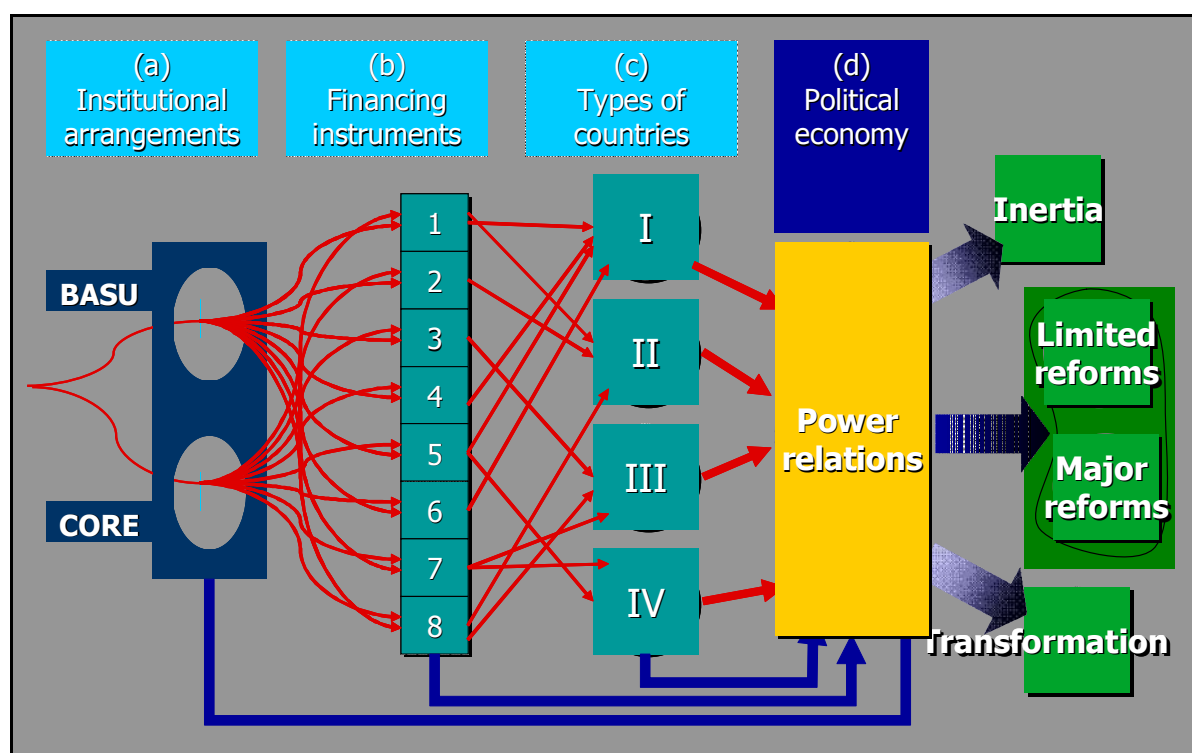 (a)
Institutional
arrangements
(b)
Financing
instruments
(c)
Types of
countries
(d)
Political
economy
BASU
CORE
1
2
3
4
5
6
7
8
I
II
III
IV
Power
relations
Inertia
Limited
reforms
Major
reforms
Transformation